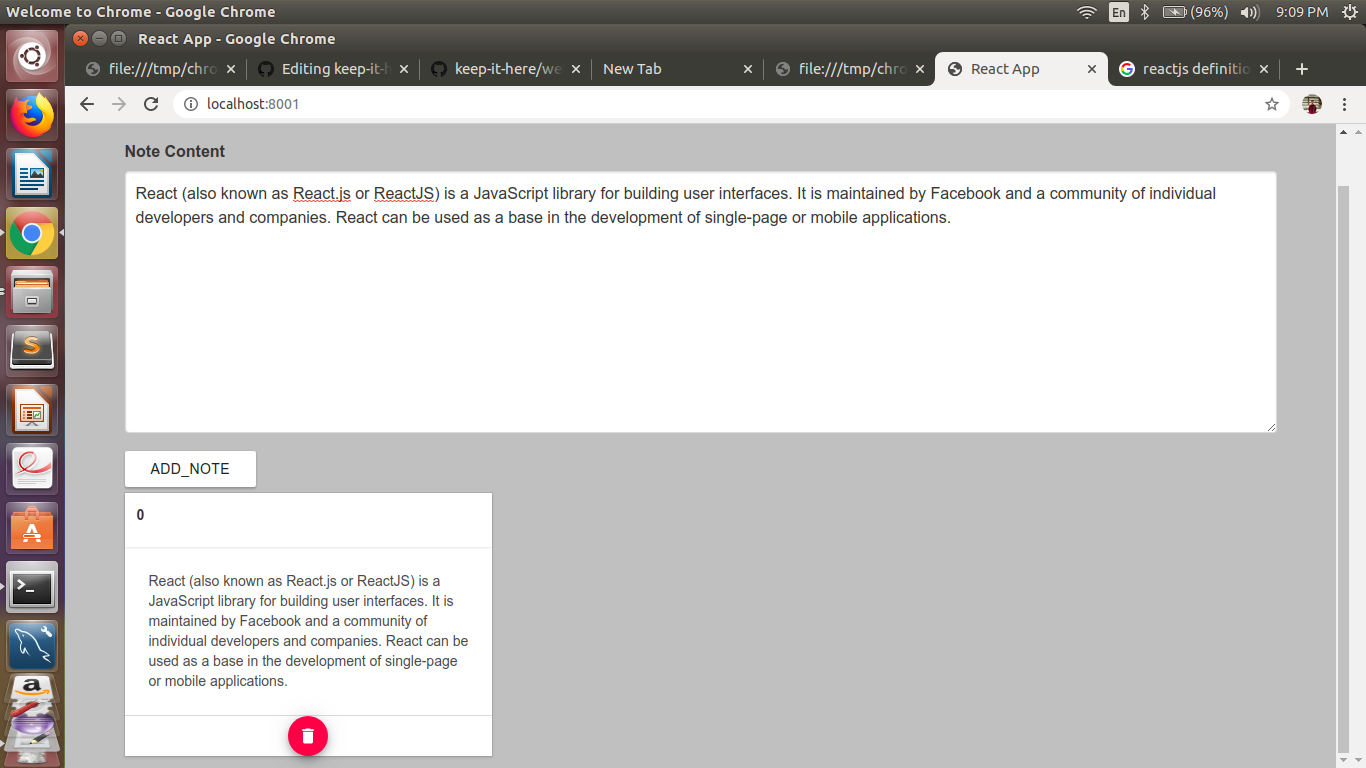 Welcome to Chrome - Google Chrome
En
(96%)
9:09 PM
React App - Google Chrome
file:///tmp/chro
Editing keep-it-h
keep-it-here/we
New Tab
file:///tmp/chro
React App
reactjs definitio
localhost:8001
Note Content
React (also known as React.js or ReactJS) is a JavaScript library for building user interfaces. It is maintained by Facebook and a community of individual
developers and companies. React can be used as a base in the development of single-page or mobile applications.
ADD_NOTE
0
React (also known as React.js or ReactJS) is a
JavaScript library for building user interfaces. It is
maintained by Facebook and a community of
individual developers and companies. React can be
used as a base in the development of single-page
or mobile applications.